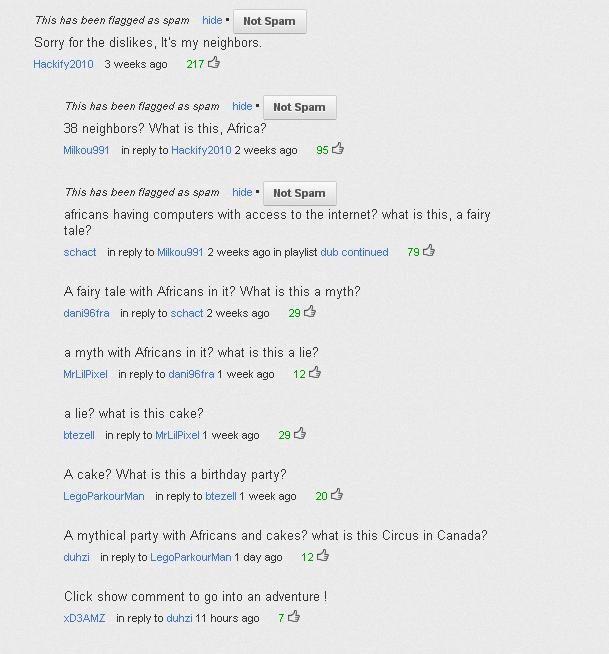 This has been flagged as spam hide • Not Spam
Sorry for the dislikes, It's my neighbors.
Hackify2010 3 weeks ago 217
This has been flagged as spam hide • Not Spam
38 neighbors? What is this, Africa?
Milkou991 in reply to Hackify2010 2 weeks ago 95
This has been flagged as spam hide • Not Spam
africans having computers with access to the internet? what is this, a fairy
tale?
schact in reply to Milkou991 2 weeks ago in playlist dub continued 79
A fairy tale with Africans in it? What is this a myth?
dani96fra in reply to schact 2 weeks ago 29
a myth with Africans in it? what is this a lie?
MrLilPixel in reply to dani96fra 1 week ago 12
a lie? what is this cake?
btezell in reply to MrLilPixel 1 week ago 29
A cake? What is this a birthday party?
LegoParkourMan in reply to btezell 1 week ago 20
A mythical party with Africans and cakes? what is this Circus in Canada?
duhzi in reply to LegoParkourMan 1 day ago 12
Click show comment to go into an adventure !
xD3AMZ in reply to duhzi 11 hours ago 7